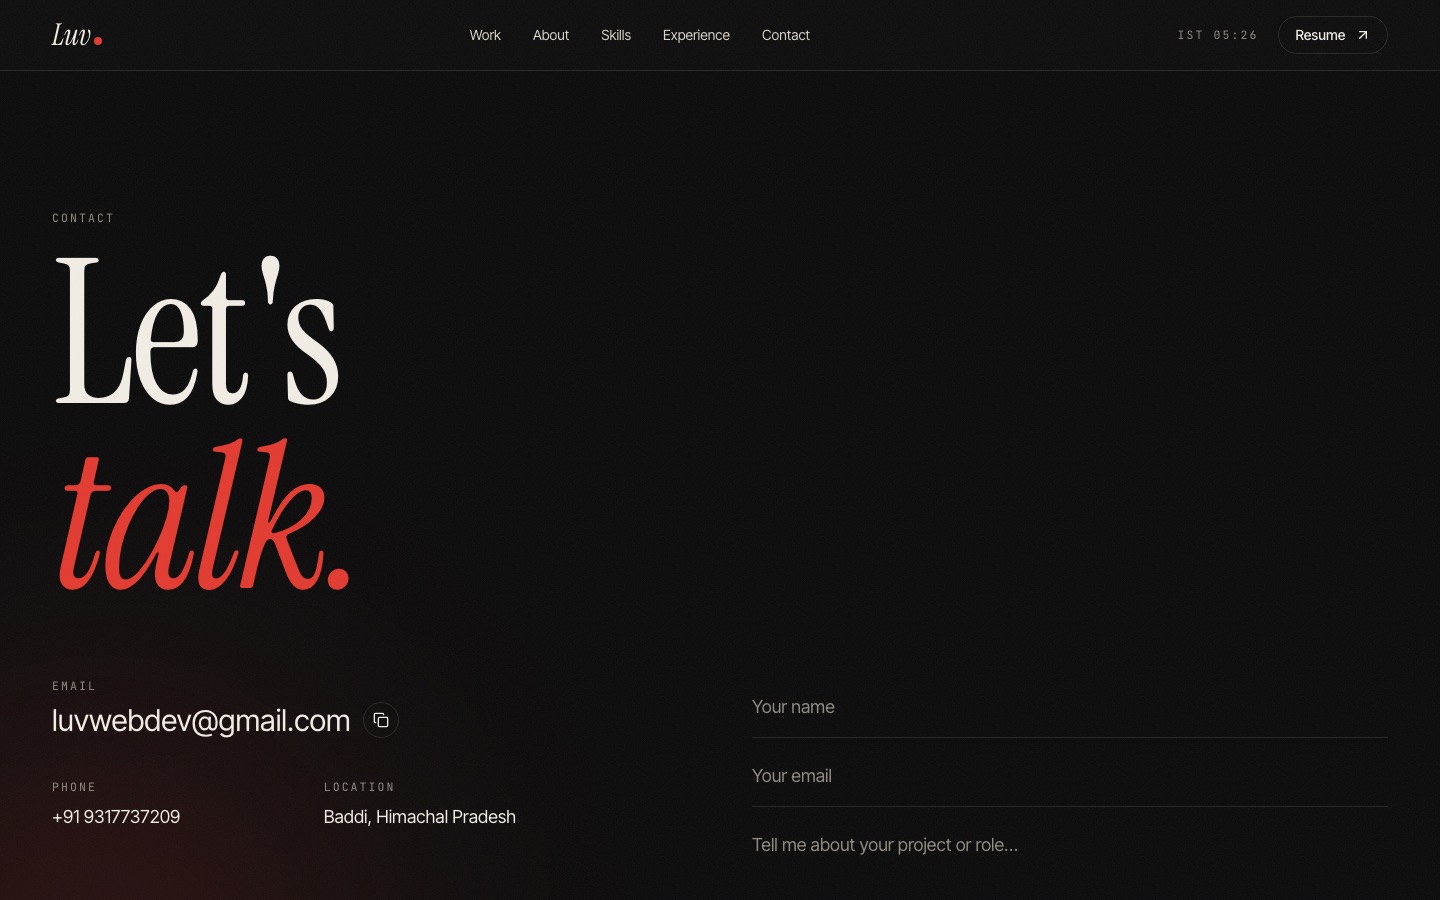 Luv.
Work About Skills Experience Contact
IST 05:26
Resume
CONTACT
Let's
talk.
EMAIL
luvwebdev@gmail.com
PHONE
+91 9317737209
LOCATION
Baddi, Himachal Pradesh
Your name
Your email
Tell me about your project or role...